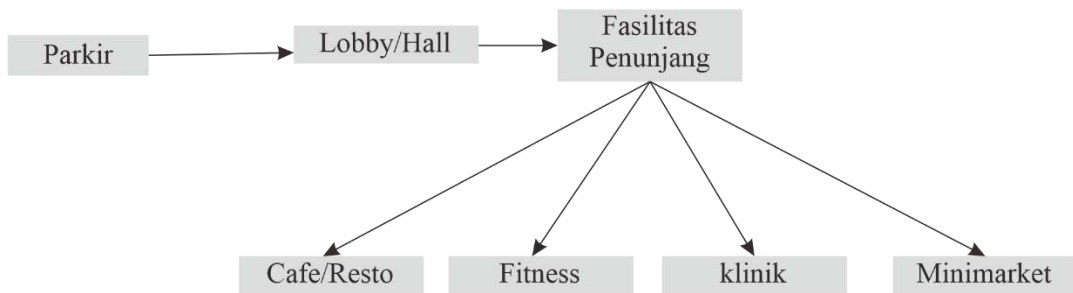 Parkir
Lobby/Hall
Fasilitas
Penunjang
Cafe/Resto
Fitness
klinik
Minimarket